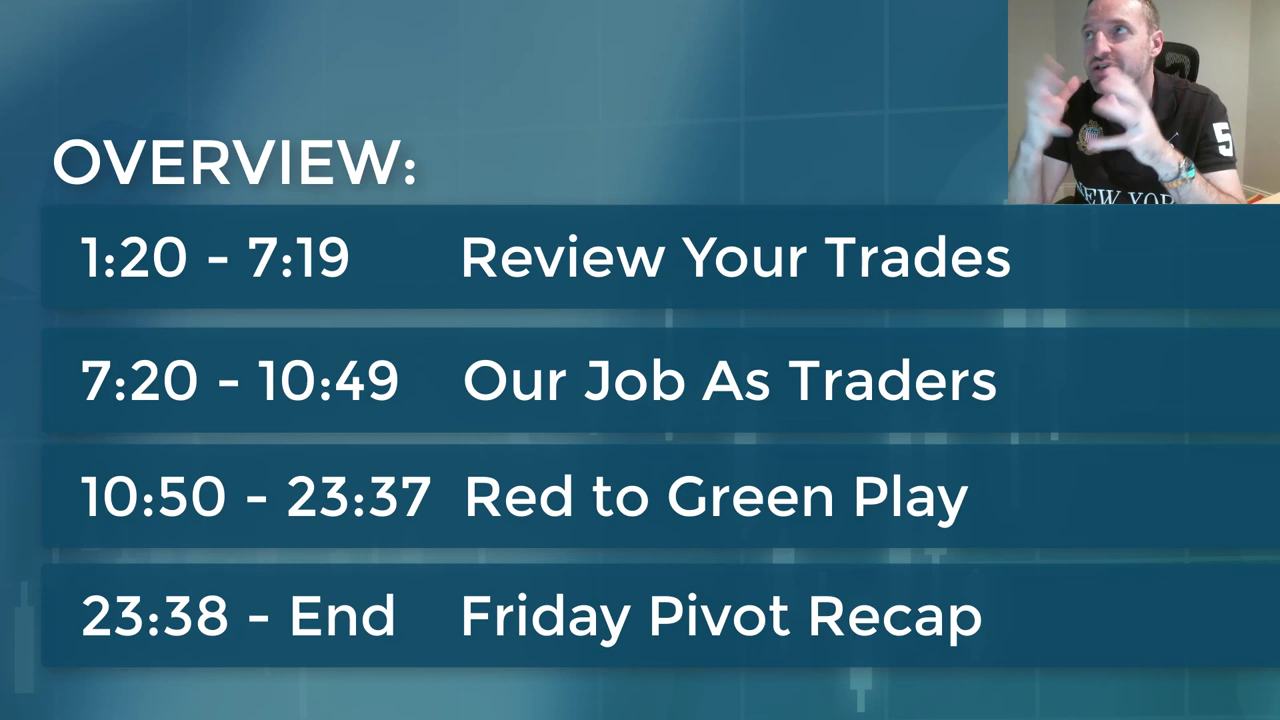 OVERVIEW:
1:20 - 7:19 Review Your Trades
7:20 - 10:49 Our Job As Traders
10:50 - 23:37 Red to Green Play
23:38 - End Friday Pivot Recap
5
NEW YOR